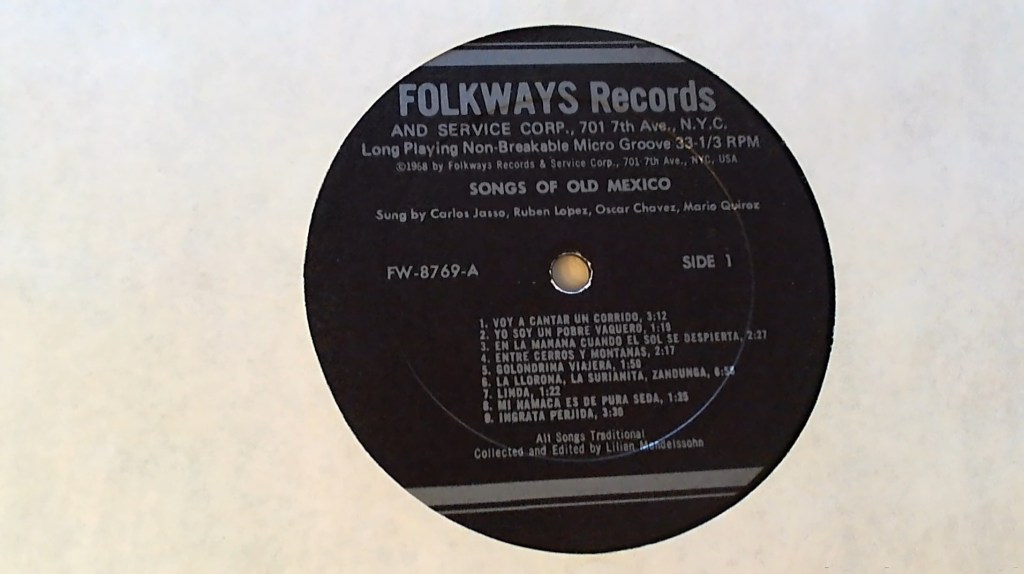 FOLKWAYS Records
AND SERVICE CORP., 701 7th Ave., N.Y.C.
Long Playing Non-Breakable Micro Groove 33-1/3 RPM
©1968 by Folkways Records & Service Corp., 701 7th Ave., NYC, USA
SONGS OF OLD MEXICO
Sung by Carlos Jasso, Ruben Lopez, Oscar Chavez, Mario Quiroz
FW-8769-A
SIDE 1
1. VOY A CANTAR UN CORRIDO, 3:12
2. YO SOY UN POBRE VAQUERO, 1:18
3. EN LA MANANA CUANDO EL SOL SE DESPIERTA, 2:27
4. ENTRE CERROS Y MONTANAS, 2:17
5. GOLONDRINA VIAJERA, 1:50
6. LA LLORONA, LA SURIANITA, ZANDUNGA,
7. LINDA, 1:22
8. MI HAMACA ES DE PURA SEDA, 1:35
9. INGRATA PERJIDA, 3:30
All Songs Traditional
Collected and Edited by Lilian Mendelssohn